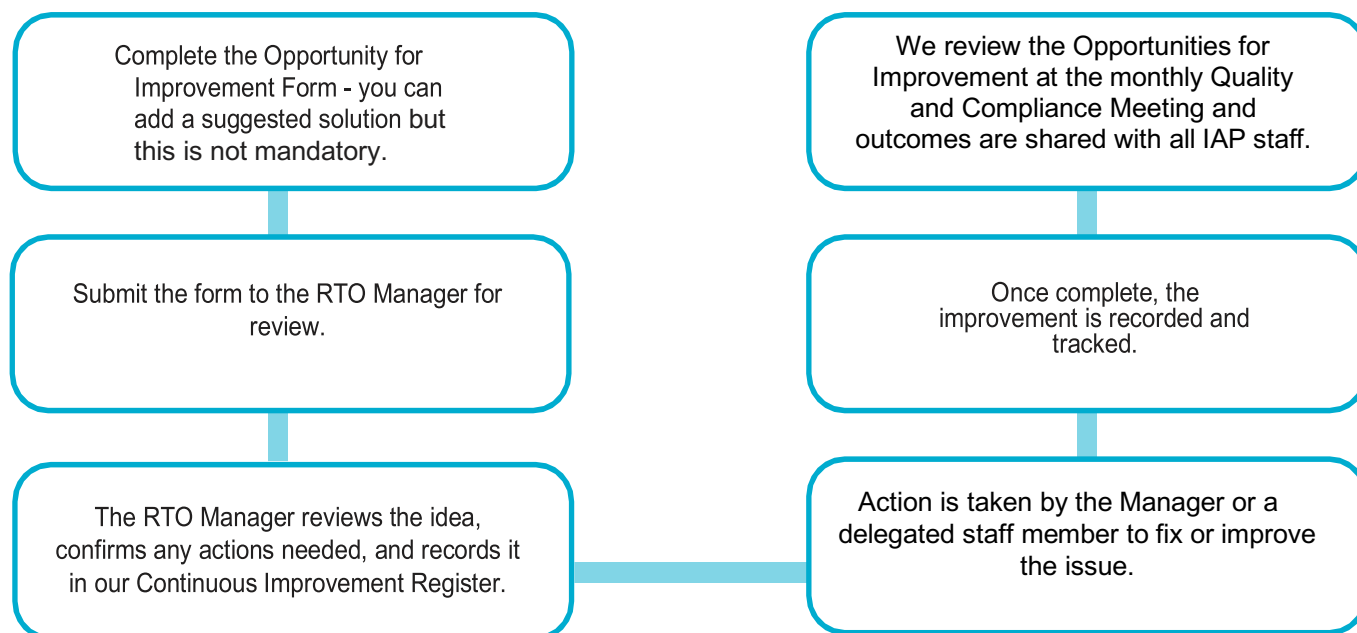 Complete the Opportunity for
Improvement Form - you can
add a suggested solution but
this is not mandatory.
Submit the form to the RTO Manager for
review.
The RTO Manager reviews the idea,
confirms any actions needed, and records it
in our Continuous Improvement Register.
Action is taken by the Manager or a
delegated staff member to fix or improve
the issue.
Once complete, the
improvement is recorded and
tracked.
We review the Opportunities for
Improvement at the monthly Quality
and Compliance Meeting and
outcomes are shared with all IAP staff.